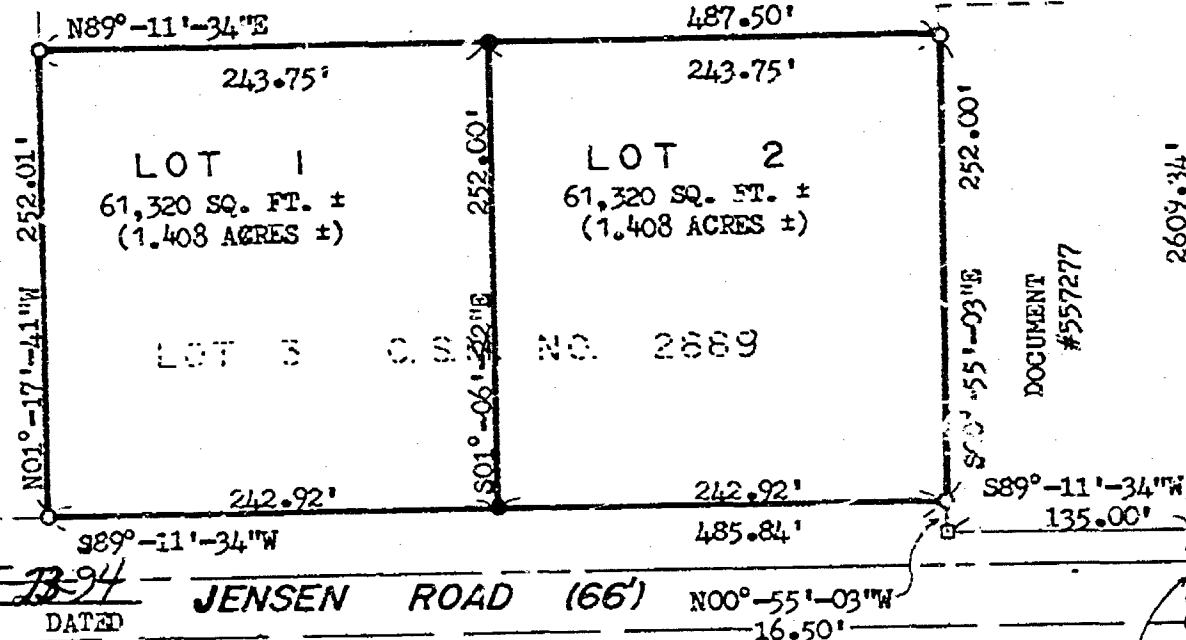 N89°-11'-34"E
487.50'
243.75'
243.75'
252.01'
252.00'
252.00'
2609.34'
LOT 1
61,320 SQ. FT. ±
(1.408 ACRES ±)
LOT 2
61,320 SQ. FT. ±
(1.408 ACRES ±)
DOCUMENT
#557277
N01°-17'-41"W
LOT 3 C.S. NO. 2889
242.92'
242.92'
485.84'
S89°-11'-34"W
S89°-11'-34"W
135.00'
94
DATED
JENSEN ROAD (66')
N00°-55'-03"W
16.50'